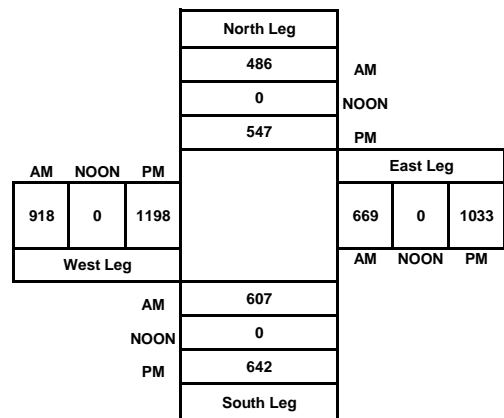 North Leg
486 AM
0 NOON
547 PM
AM NOON PM East Leg
918 0 1198 669 0 1033
West Leg AM NOON PM
AM 607
NOON 0
PM 642
South Leg